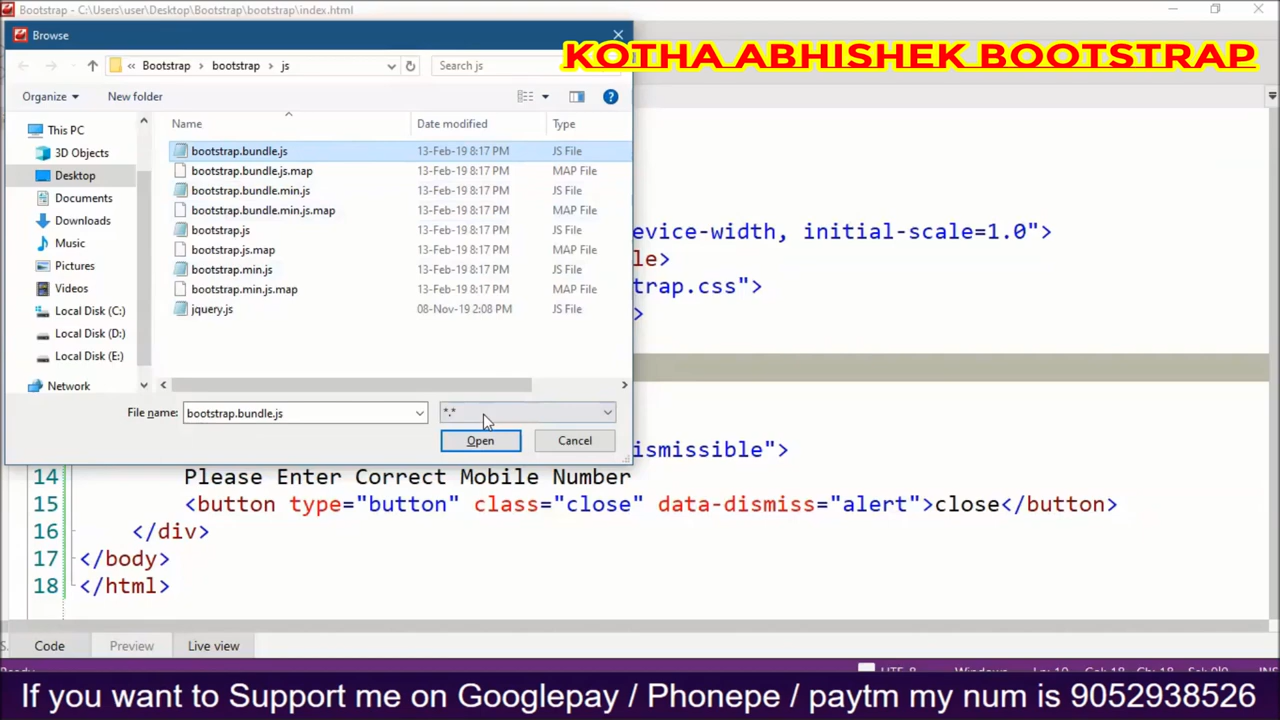 Bootstrap - C:\Users\user\Desktop\Bootstrap\bootstrap\index.html
Browse
KOTHA ABHISHEK BOOTSTRAP
« Bootstrap › bootstrap › js
Search js
Organize
New folder
Name Date modified Type
This PC
3D Objects
Desktop
Documents
Downloads
Music
Pictures
Videos
Local Disk (C:)
Local Disk (D:)
Local Disk (E:)
Network
bootstrap.bundle.js 13-Feb-19 8:17 PM JS File
bootstrap.bundle.js.map 13-Feb-19 8:17 PM MAP File
bootstrap.bundle.min.js 13-Feb-19 8:17 PM JS File
bootstrap.bundle.min.js.map 13-Feb-19 8:17 PM MAP File
bootstrap.js 13-Feb-19 8:17 PM JS File
bootstrap.js.map 13-Feb-19 8:17 PM MAP File
bootstrap.min.js 13-Feb-19 8:17 PM JS File
bootstrap.min.js.map 13-Feb-19 8:17 PM MAP File
jquery.js 08-Nov-19 2:08 PM JS File
File name: bootstrap.bundle.js *.*
Open Cancel
evice-width, initial-scale=1.0">
le>
trap.css">
>
ismissible">
14 Please Enter Correct Mobile Number
15 <button type="button" class="close" data-dismiss="alert">close</button>
16 </div>
17 </body>
18 </html>
Code Preview Live view
If you want to Support me on Googlepay / Phonepe / paytm my num is 9052938526